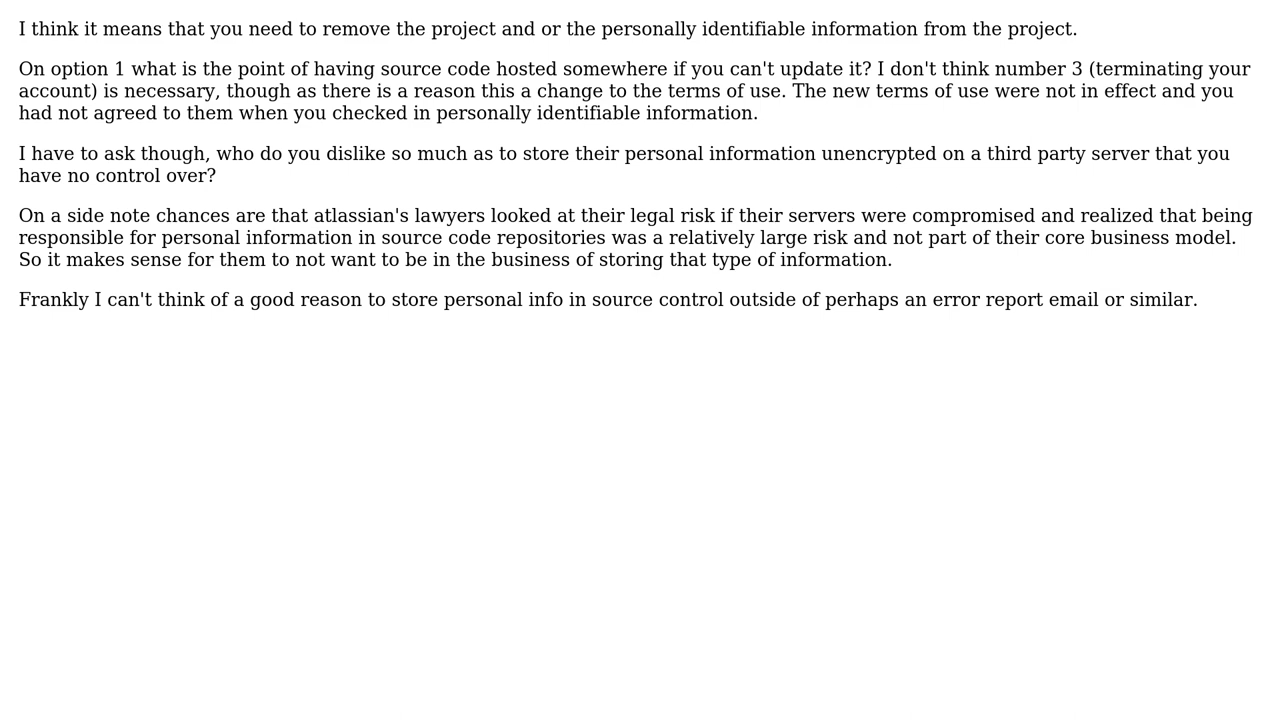 I think it means that you need to remove the project and or the personally identifiable information from the project.
On option 1 what is the point of having source code hosted somewhere if you can't update it? I don't think number 3 (terminating your
account) is necessary, though as there is a reason this a change to the terms of use. The new terms of use were not in effect and you
had not agreed to them when you checked in personally identifiable information.
I have to ask though, who do you dislike so much as to store their personal information unencrypted on a third party server that you
have no control over?
On a side note chances are that atlassian's lawyers looked at their legal risk if their servers were compromised and realized that being
responsible for personal information in source code repositories was a relatively large risk and not part of their core business model.
So it makes sense for them to not want to be in the business of storing that type of information.
Frankly I can't think of a good reason to store personal info in source control outside of perhaps an error report email or similar.